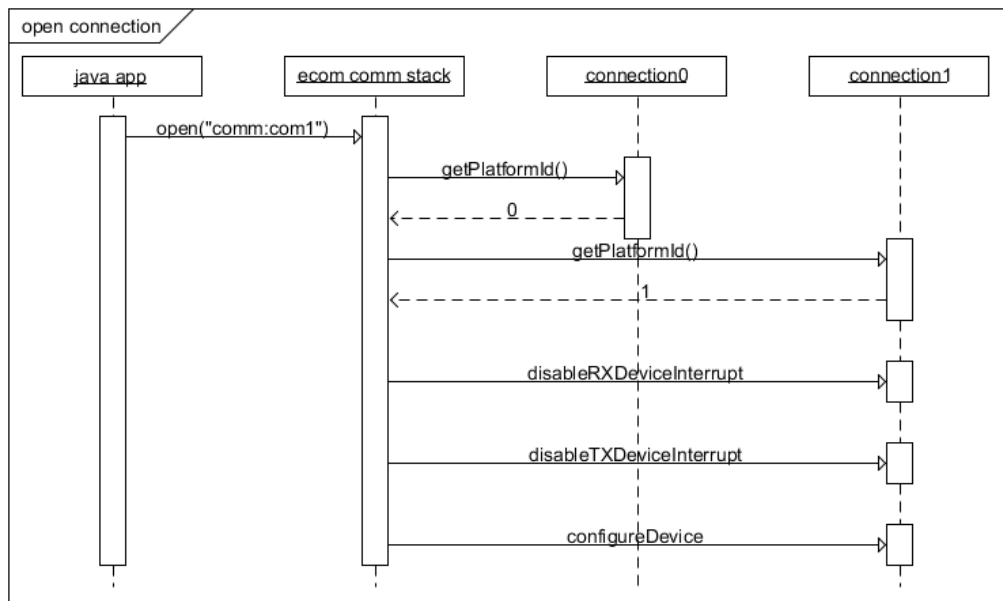 open connection
java app
ecom comm stack
connection0
connection1
open("comm:com1")
getPlatformId()
0
getPlatformId()
1
disableRXDeviceInterrupt
disableTXDeviceInterrupt
configureDevice